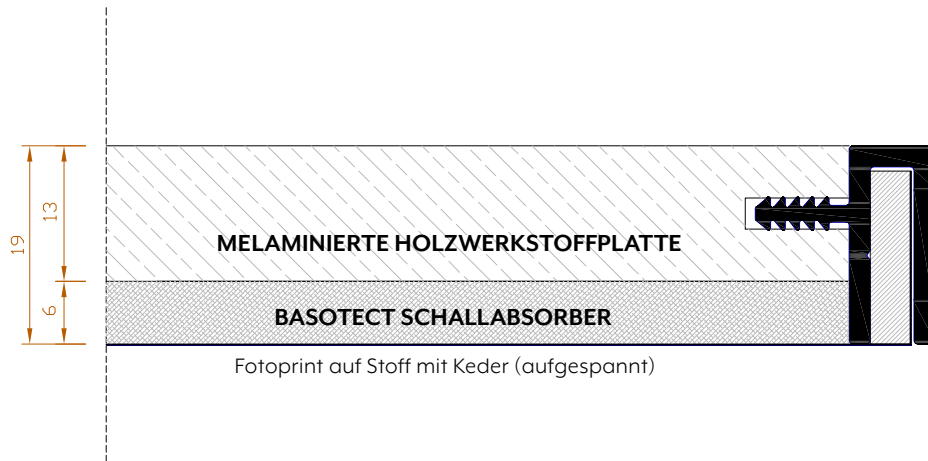 19
13
MELAMINIERTE HOLZWERKSTOFFPLATTE
6
BASOTECT SCHALLABSORBER
Fotoprint auf Stoff mit Keder (aufgespannt)